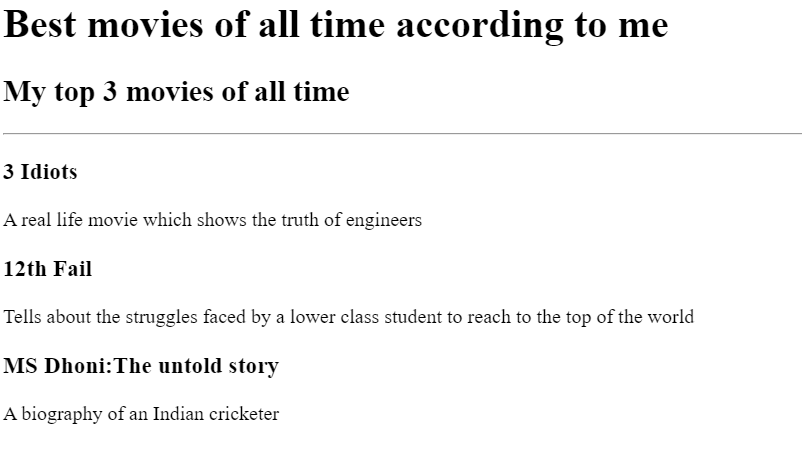 Best movies of all time according to me
My top 3 movies of all time
3 Idiots
A real life movie which shows the truth of engineers
12th Fail
Tells about the struggles faced by a lower class student to reach to the top of the world
MS Dhoni:The untold story
A biography of an Indian cricketer